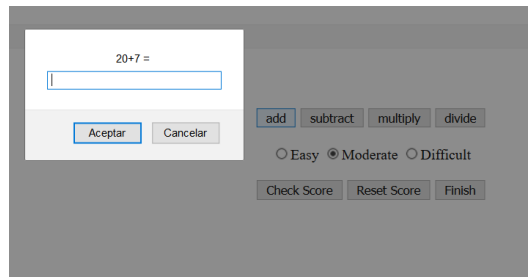 20+7 =
Aceptar Cancelar
add subtract multiply divide
Easy Moderate Difficult
Check Score Reset Score Finish